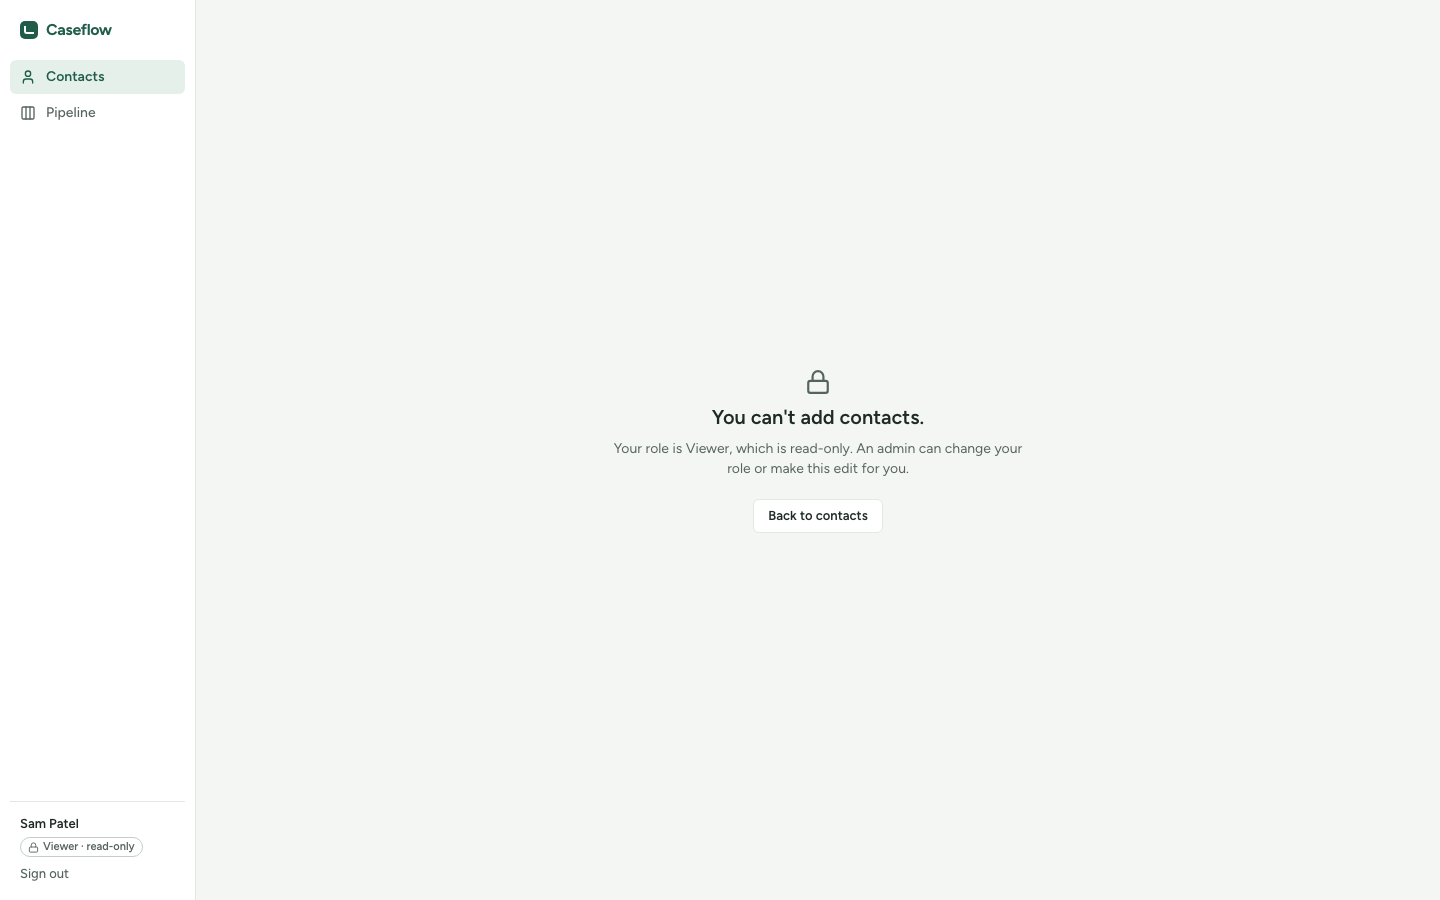 Caseflow
Contacts
Pipeline
You can't add contacts.
Your role is Viewer, which is read-only. An admin can change your
role or make this edit for you.
Back to contacts
Sam Patel
Viewer · read-only
Sign out